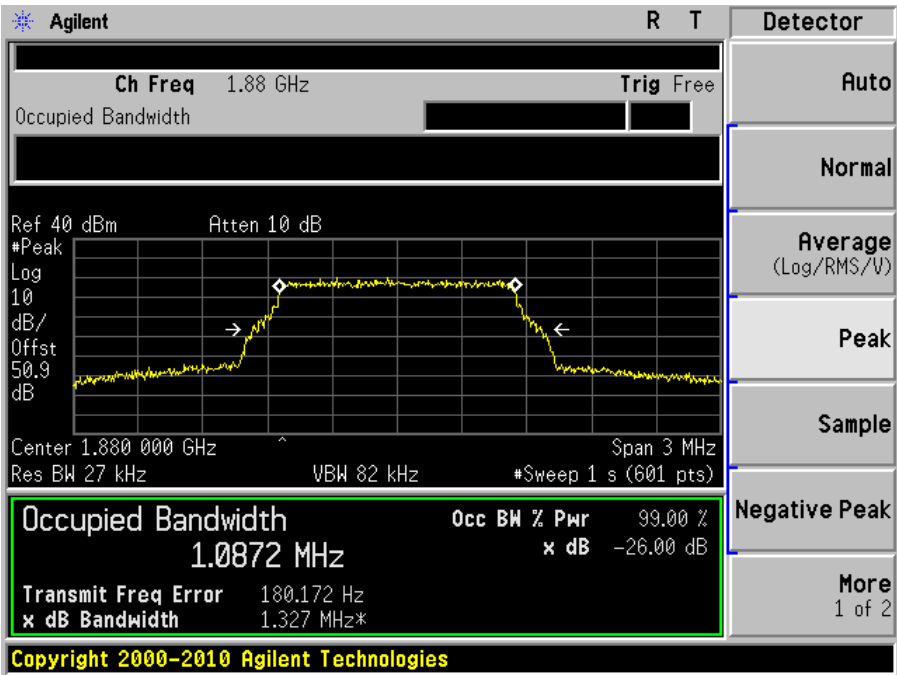 Agilent R T Detector
Ch Freq 1.88 GHz Trig Free
Occupied Bandwidth
Auto
Normal
Average
(Log/RMS/V)
Peak
Sample
Negative Peak
More
1 of 2
Ref 40 dBm Atten 10 dB
#Peak
Log
10
dB/
Offst
50.9
dB
Center 1.880 000 GHz ^ Span 3 MHz
Res BW 27 kHz VBW 82 kHz #Sweep 1 s (601 pts)
Occupied Bandwidth Occ BW % Pwr 99.00 %
1.0872 MHz x dB -26.00 dB
Transmit Freq Error 180.172 Hz
x dB Bandwidth 1.327 MHz*
Copyright 2000-2010 Agilent Technologies